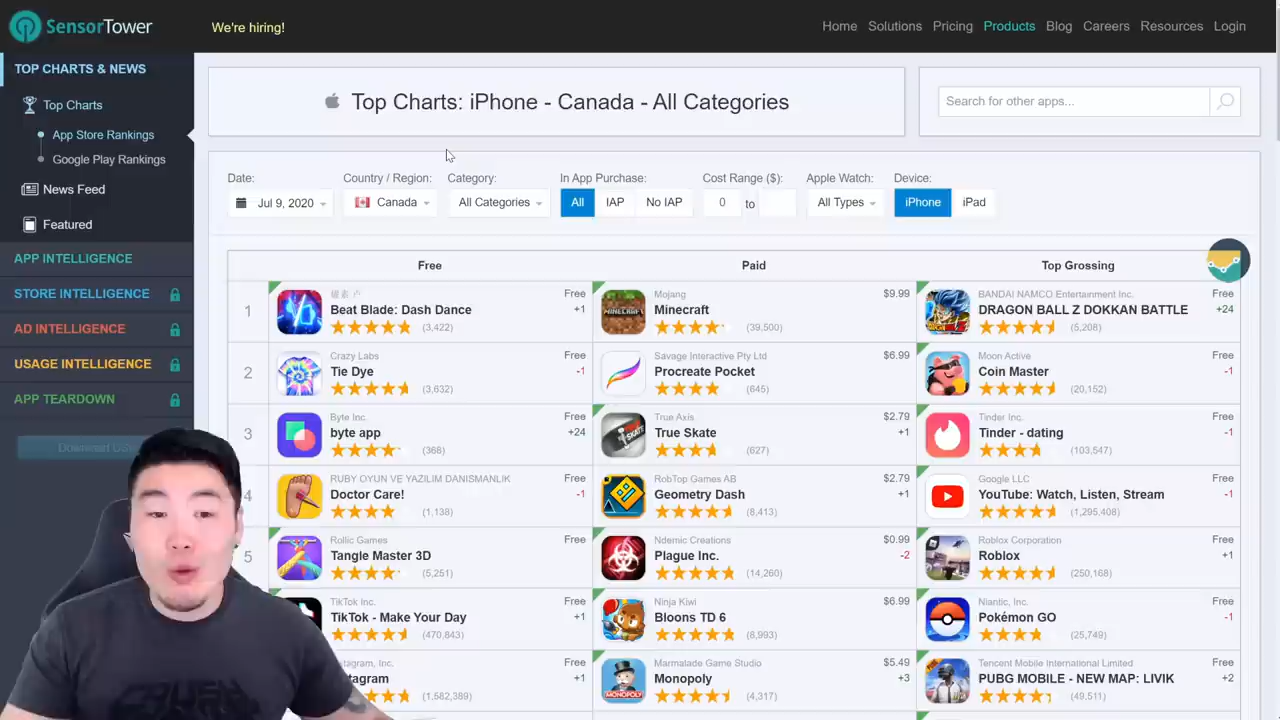 SensorTower
We're hiring!
Home Solutions Pricing Products Blog Careers Resources Login
TOP CHARTS & NEWS
Top Charts
App Store Rankings
Google Play Rankings
News Feed
Featured
APP INTELLIGENCE
STORE INTELLIGENCE
AD INTELLIGENCE
USAGE INTELLIGENCE
APP TEARDOWN
Top Charts: iPhone - Canada - All Categories
Search for other apps...
Date: Country / Region: Category: In App Purchase: Cost Range ($): Apple Watch: Device:
Jul 9, 2020 Canada All Categories All IAP No IAP 0 to All Types iPhone iPad
Free Paid Top Grossing
1
Free
Beat Blade: Dash Dance +1
(3,422)
Mojang $9.99
Minecraft
(39,500)
BANDAI NAMCO Entertainment Inc. Free
DRAGON BALL Z DOKKAN BATTLE +24
(5,208)
2
Crazy Labs Free
Tie Dye -1
(3,632)
Savage Interactive Pty Ltd $6.99
Procreate Pocket
(645)
Moon Active Free
Coin Master -1
(20,152)
3
Byte Inc. Free
byte app +24
(368)
True Axis $2.79
True Skate +1
(627)
Tinder Inc. Free
Tinder - dating -1
(103,547)
4
RUBY OYUN VE YAZILIM DANISMANLIK Free
Doctor Care! -1
(1,138)
RobTop Games AB $2.79
Geometry Dash +1
(8,413)
Google LLC Free
YouTube: Watch, Listen, Stream -1
(1,295,408)
5
Rollic Games Free
Tangle Master 3D
(5,251)
Ndemic Creations $0.99
Plague Inc. -2
(14,260)
Roblox Corporation Free
Roblox +1
(250,168)
TikTok Inc. Free
TikTok - Make Your Day +1
(470,843)
Ninja Kiwi $6.99
Bloons TD 6
(8,993)
Niantic, Inc. Free
Pokémon GO -1
(25,749)
stagram, Inc. Free
tagram +1
(1,582,389)
Marmalade Game Studio $5.49
Monopoly +3
(4,317)
Tencent Mobile International Limited Free
PUBG MOBILE - NEW MAP: LIVIK +2
(49,511)